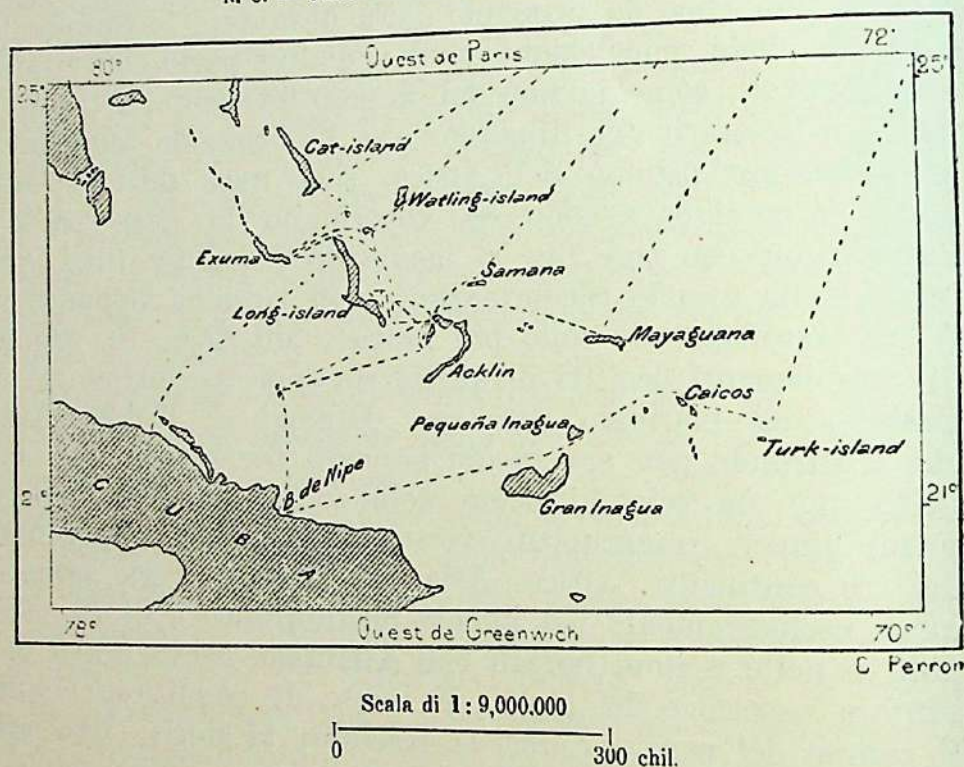 80° Ouest de Paris 72°
25° 25°
Cat-island
Watling-island
Exuma
Samana
Long-island
Mayaguana
Acklin
Caicos
Pequeña Inagua
Turk-island
B. de Nipe
21° 21°
Gran Inagua
CUBA
78° Ouest de Greenwich 70°
C Perron
Scala di 1: 9,000.000
0 300 chil.